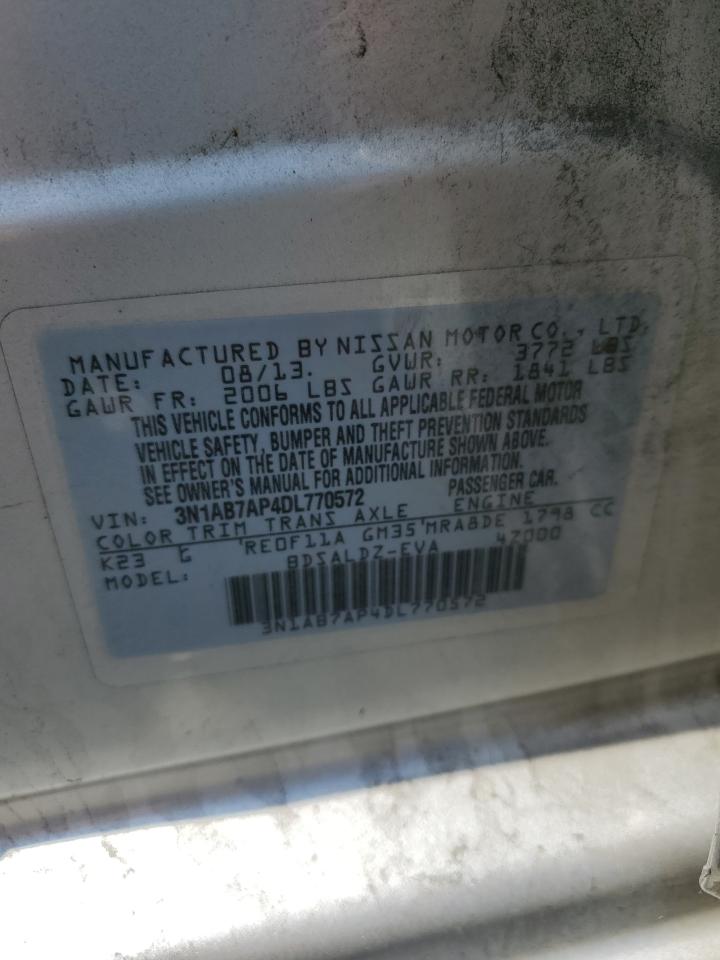 MANUFACTURED BY NISSAN MOTOR CO., LTD.
DATE: 08/13. GVWR: 3772 LBS
GAWR FR: 2006 LBS GAWR RR: 1841 LBS
THIS VEHICLE CONFORMS TO ALL APPLICABLE FEDERAL MOTOR
VEHICLE SAFETY, BUMPER AND THEFT PREVENTION STANDARDS
IN EFFECT ON THE DATE OF MANUFACTURE SHOWN ABOVE.
SEE OWNER'S MANUAL FOR ADDITIONAL INFORMATION.
VIN: 3N1AB7AP4DL770572 PASSENGER CAR.
COLOR TRIM TRANS AXLE ENGINE
K23 G RE0F11A GM35 MRA8DE 1798 CC
MODEL: BDSALDZ-EVA 47000
3N1AB7AP4DL770572